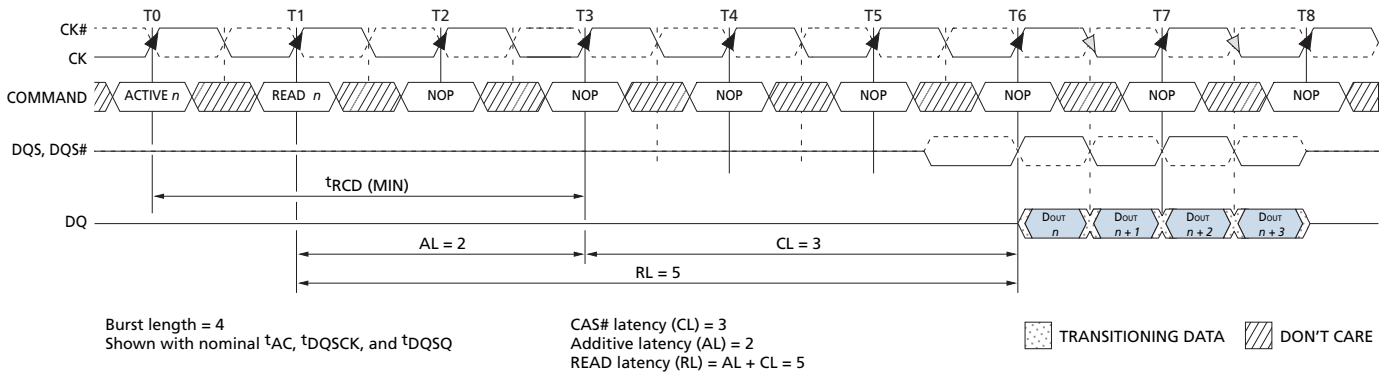 T0 T1 T2 T3 T4 T5 T6 T7 T8
CK#
CK
COMMAND ACTIVE n READ n NOP NOP NOP NOP NOP NOP NOP
DQS, DQS#
tRCD (MIN)
DQ DOUT n DOUT n + 1 DOUT n + 2 DOUT n + 3
AL = 2 CL = 3
RL = 5
Burst length = 4
Shown with nominal tAC, tDQSCK, and tDQSQ
CAS# latency (CL) = 3
Additive latency (AL) = 2
READ latency (RL) = AL + CL = 5
TRANSITIONING DATA DON'T CARE